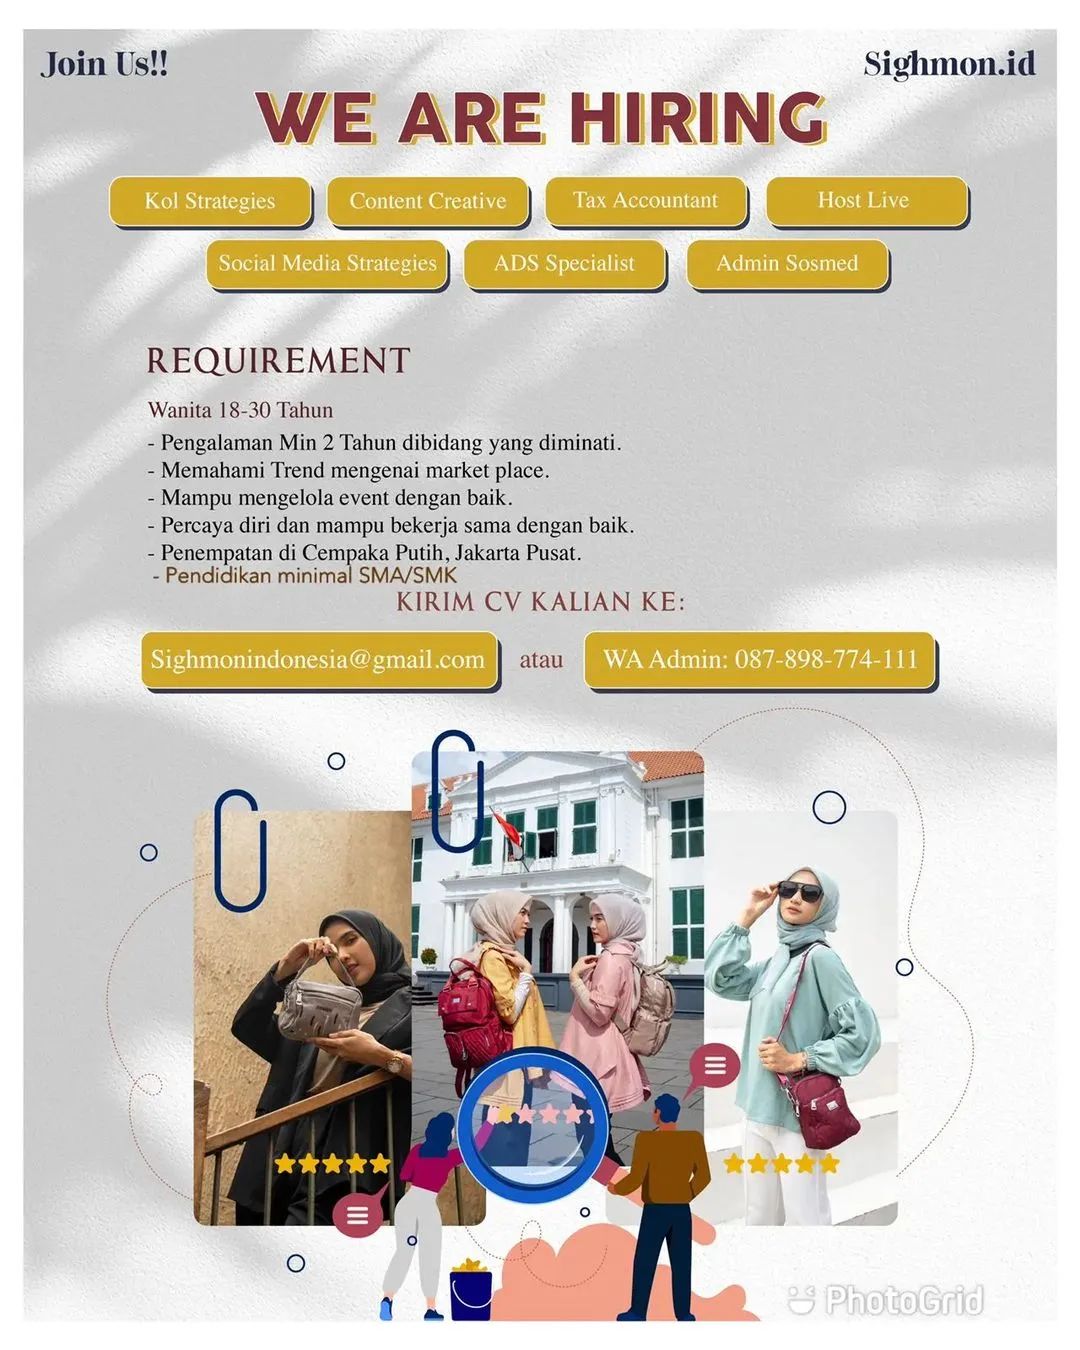 Join Us!!
Sighmon.id
WE ARE HIRING
Kol Strategies
Content Creative
Tax Accountant
Host Live
Social Media Strategies
ADS Specialist
Admin Sosmed
REQUIREMENT
Wanita 18-30 Tahun
- Pengalaman Min 2 Tahun dibidang yang diminati.
- Memahami Trend mengenai market place.
- Mampu mengelola event dengan baik.
- Percaya diri dan mampu bekerja sama dengan baik.
- Penempatan di Cempaka Putih, Jakarta Pusat.
- Pendidikan minimal SMA/SMK
KIRIM CV KALIAN KE:
Sighmonindonesia@gmail.com
atau
WA Admin: 087-898-774-111
PhotoGrid